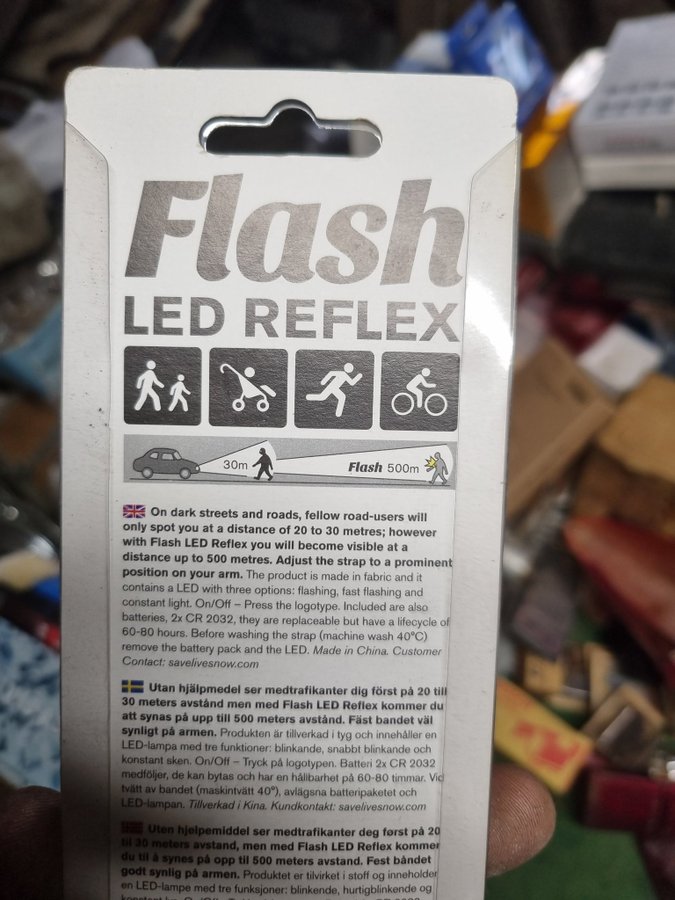 Flash
LED REFLEX
30m
Flash 500m
On dark streets and roads, fellow road-users will
only spot you at a distance of 20 to 30 metres; however
with Flash LED Reflex you will become visible at a
distance up to 500 metres. Adjust the strap to a prominent
position on your arm. The product is made in fabric and it
contains a LED with three options: flashing, fast flashing and
constant light. On/Off – Press the logotype. Included are also
batteries, 2x CR 2032, they are replaceable but have a lifecycle of
60-80 hours. Before washing the strap (machine wash 40°C)
remove the battery pack and the LED. Made in China. Customer
Contact: savelivesnow.com
Utan hjälpmedel ser medtrafikanter dig först på 20 till
30 meters avstånd men med Flash LED Reflex kommer du
att synas på upp till 500 meters avstånd. Fäst bandet väl
synligt på armen. Produkten är tillverkad i tyg och innehåller en
LED-lampa med tre funktioner: blinkande, snabbt blinkande och
konstant sken. On/Off – Tryck på logotypen. Batteri 2x CR 2032
medföljer, de kan bytas och har en hållbarhet på 60-80 timmar. Vid
tvätt av bandet (maskintvätt 40°), avlägsna batteripaketet och
LED-lampan. Tillverkad i Kina. Kundkontakt: savelivesnow.com
Uten hjelpemiddel ser medtrafikanter deg først på 20
til 30 meters avstand, men med Flash LED Reflex kommer
du til å synes på opp til 500 meters avstand. Fest båndet
godt synlig på armen. Produktet er tilvirket i stoff og inneholder
en LED-lampe med tre funksjoner: blinkende, hurtigblinkende og